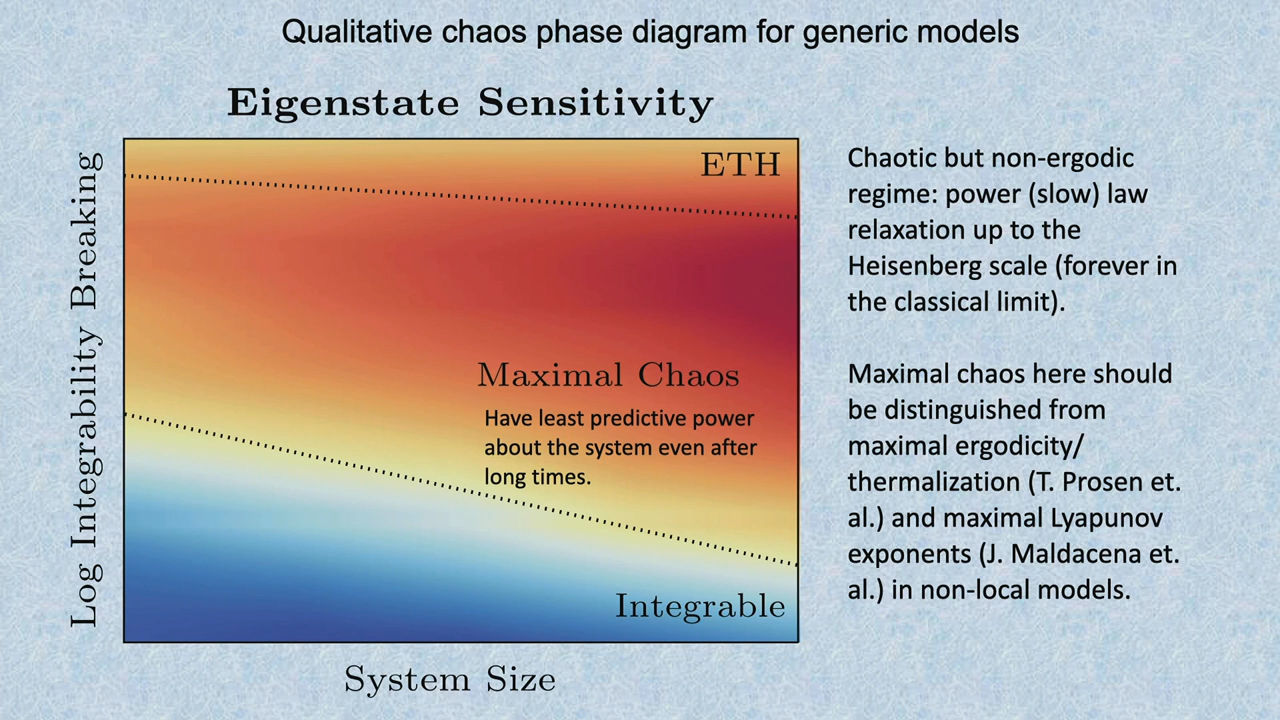 Qualitative chaos phase diagram for generic models
Eigenstate Sensitivity
Log Integrability Breaking
ETH
Maximal Chaos
Have least predictive power
about the system even after
long times.
Integrable
System Size
Chaotic but non-ergodic
regime: power (slow) law
relaxation up to the
Heisenberg scale (forever in
the classical limit).
Maximal chaos here should
be distinguished from
maximal ergodicity/
thermalization (T. Prosen et.
al.) and maximal Lyapunov
exponents (J. Maldacena et.
al.) in non-local models.